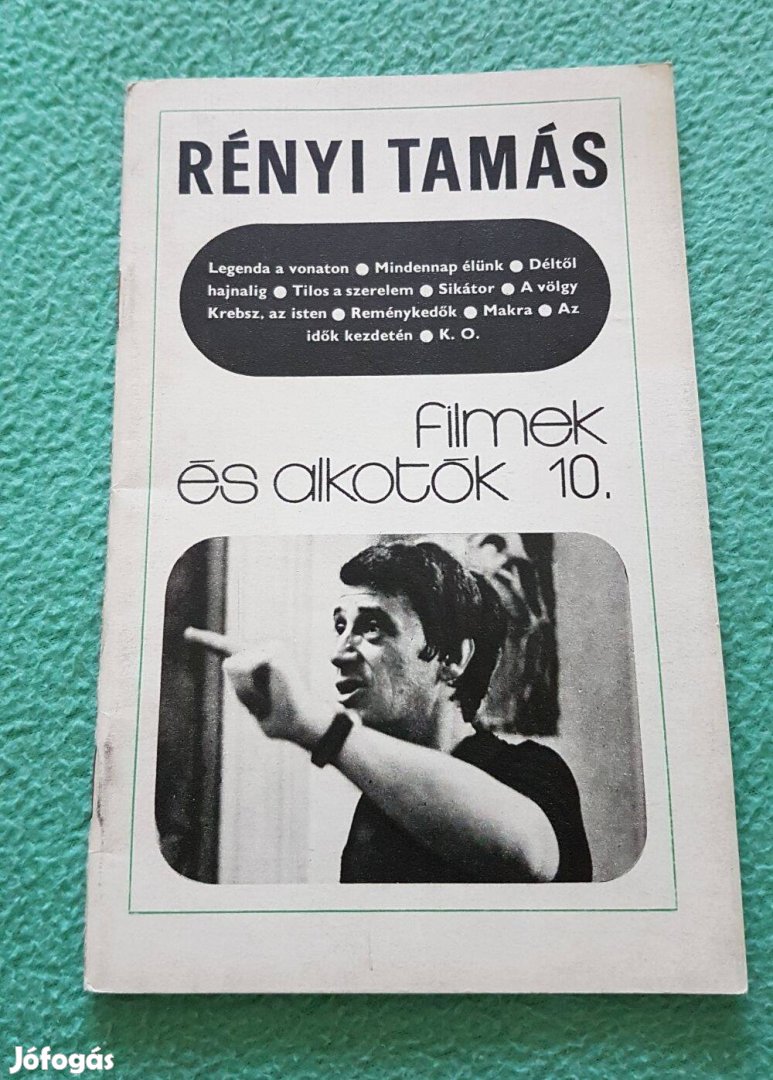 RÉNYI TAMÁS
Legenda a vonaton ● Mindennap élünk ● Déltől
hajnalig ● Tilos a szerelem ● Sikátor ● A völgy
Krebsz, az isten ● Reménykedők ● Makra ● Az
idők kezdetén ● K. O.
filmek
és alkotók 10.
Jófogás